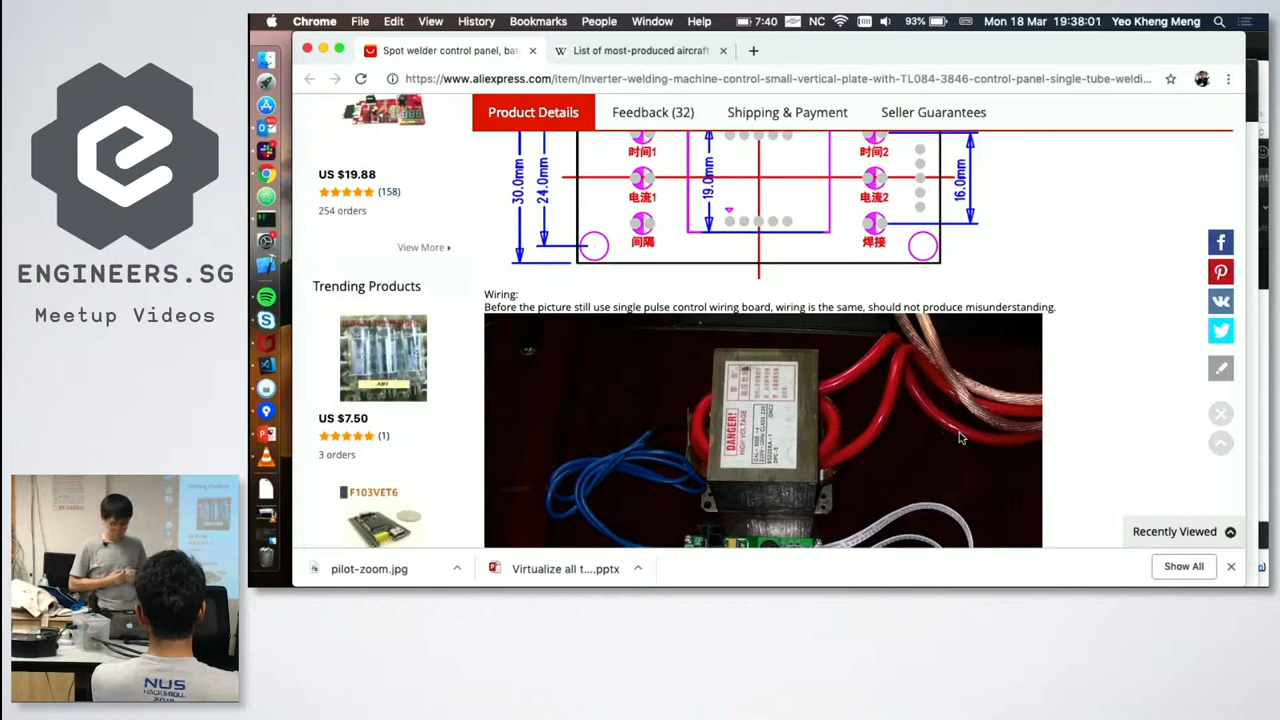 Chrome File Edit View History Bookmarks People Window Help 7:40 NC 93% Mon 18 Mar 19:38:01 Yeo Kheng Meng
Spot welder control panel, bat
List of most-produced aircraft
https://www.aliexpress.com/item/Inverter-welding-machine-control-small-vertical-plate-with-TL084-3846-control-panel-single-tube-weldi...
Product Details Feedback (32) Shipping & Payment Seller Guarantees
US $19.88
(158)
254 orders
View More
Trending Products
US $7.50
(1)
3 orders
F103VET6
30.0mm
24.0mm
19.0mm
16.0mm
时间1
时间2
电流1
电流2
间隔
焊接
Wiring:
Before the picture still use single pulse control wiring board, wiring is the same, should not produce misunderstanding.
DANGER!
HIGH VOLTAGE
Recently Viewed
pilot-zoom.jpg
Virtualize all t....pptx
Show All
ENGINEERS.SG
Meetup Videos
NUS
HACK&ROLL